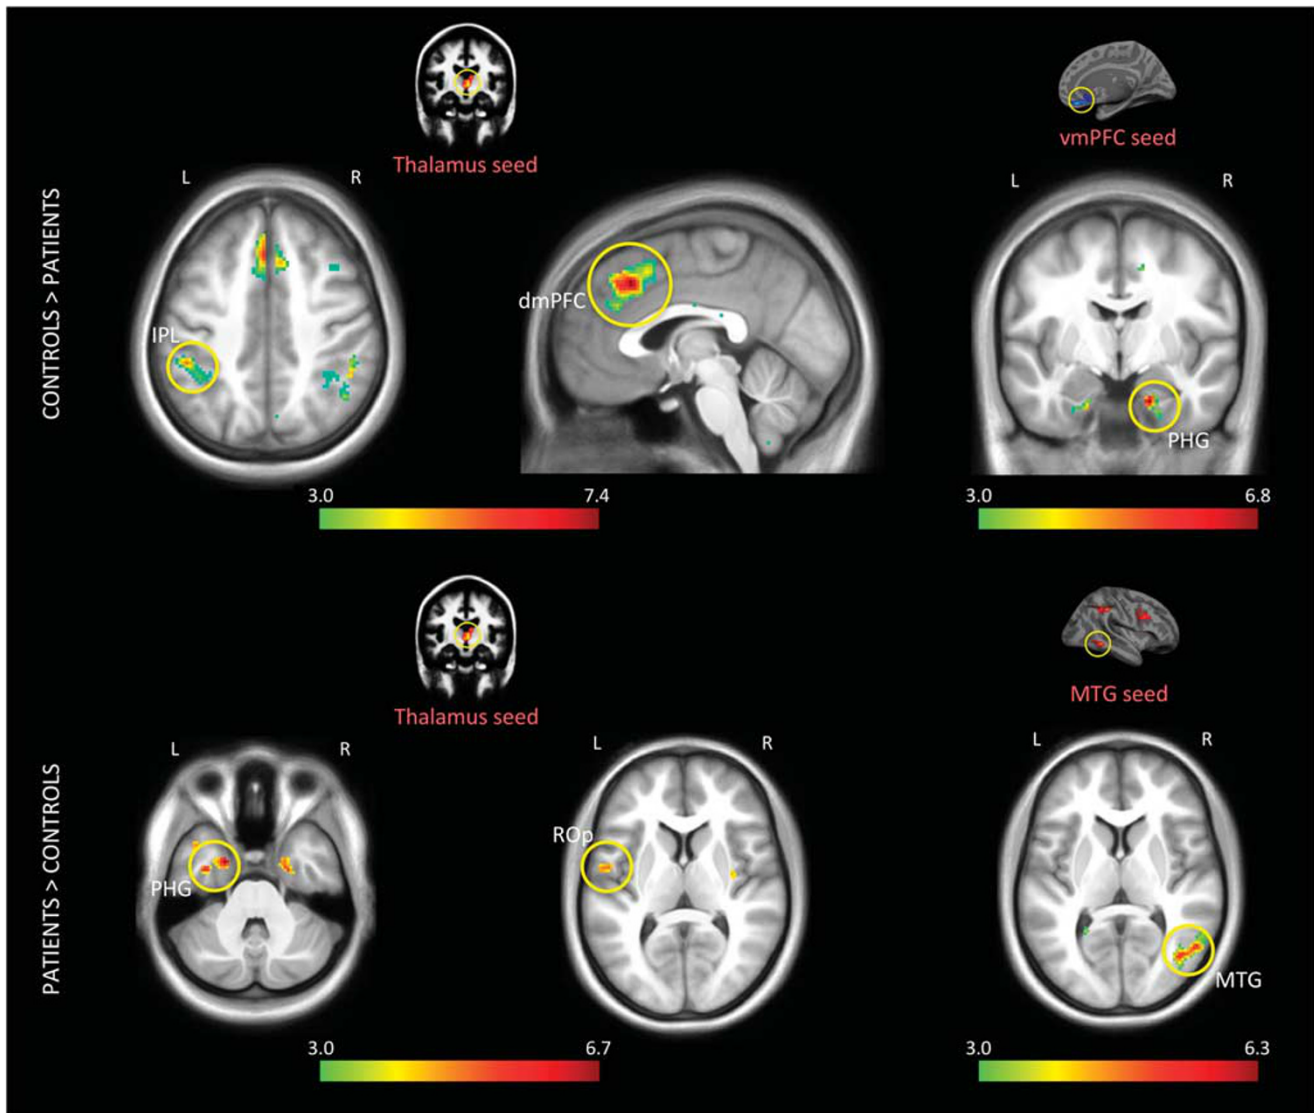 CONTROLS > PATIENTS
Thalamus seed
vmPFC seed
L
R
L
R
IPL
dmPFC
PHG
3.0
7.4
3.0
6.8
PATIENTS > CONTROLS
Thalamus seed
MTG seed
L
R
L
R
L
R
PHG
ROp
MTG
3.0
6.7
3.0
6.3